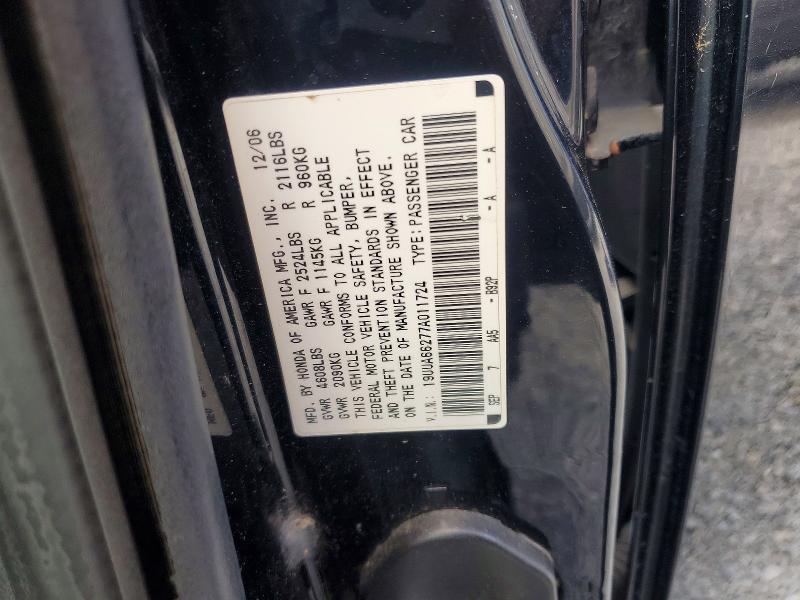 MFD. BY HONDA OF AMERICA MFG., INC. 12/06
GVWR 4608LBS GAWR F 2524LBS R 2116LBS
GVWR 2090KG GAWR F 1145KG R 960KG
THIS VEHICLE CONFORMS TO ALL APPLICABLE
FEDERAL MOTOR VEHICLE SAFETY, BUMPER,
AND THEFT PREVENTION STANDARDS IN EFFECT
ON THE DATE OF MANUFACTURE SHOWN ABOVE.
V.I.N: 19UUA66277A011724 TYPE: PASSENGER CAR
SEP 7 AA5 - B92P - A - A